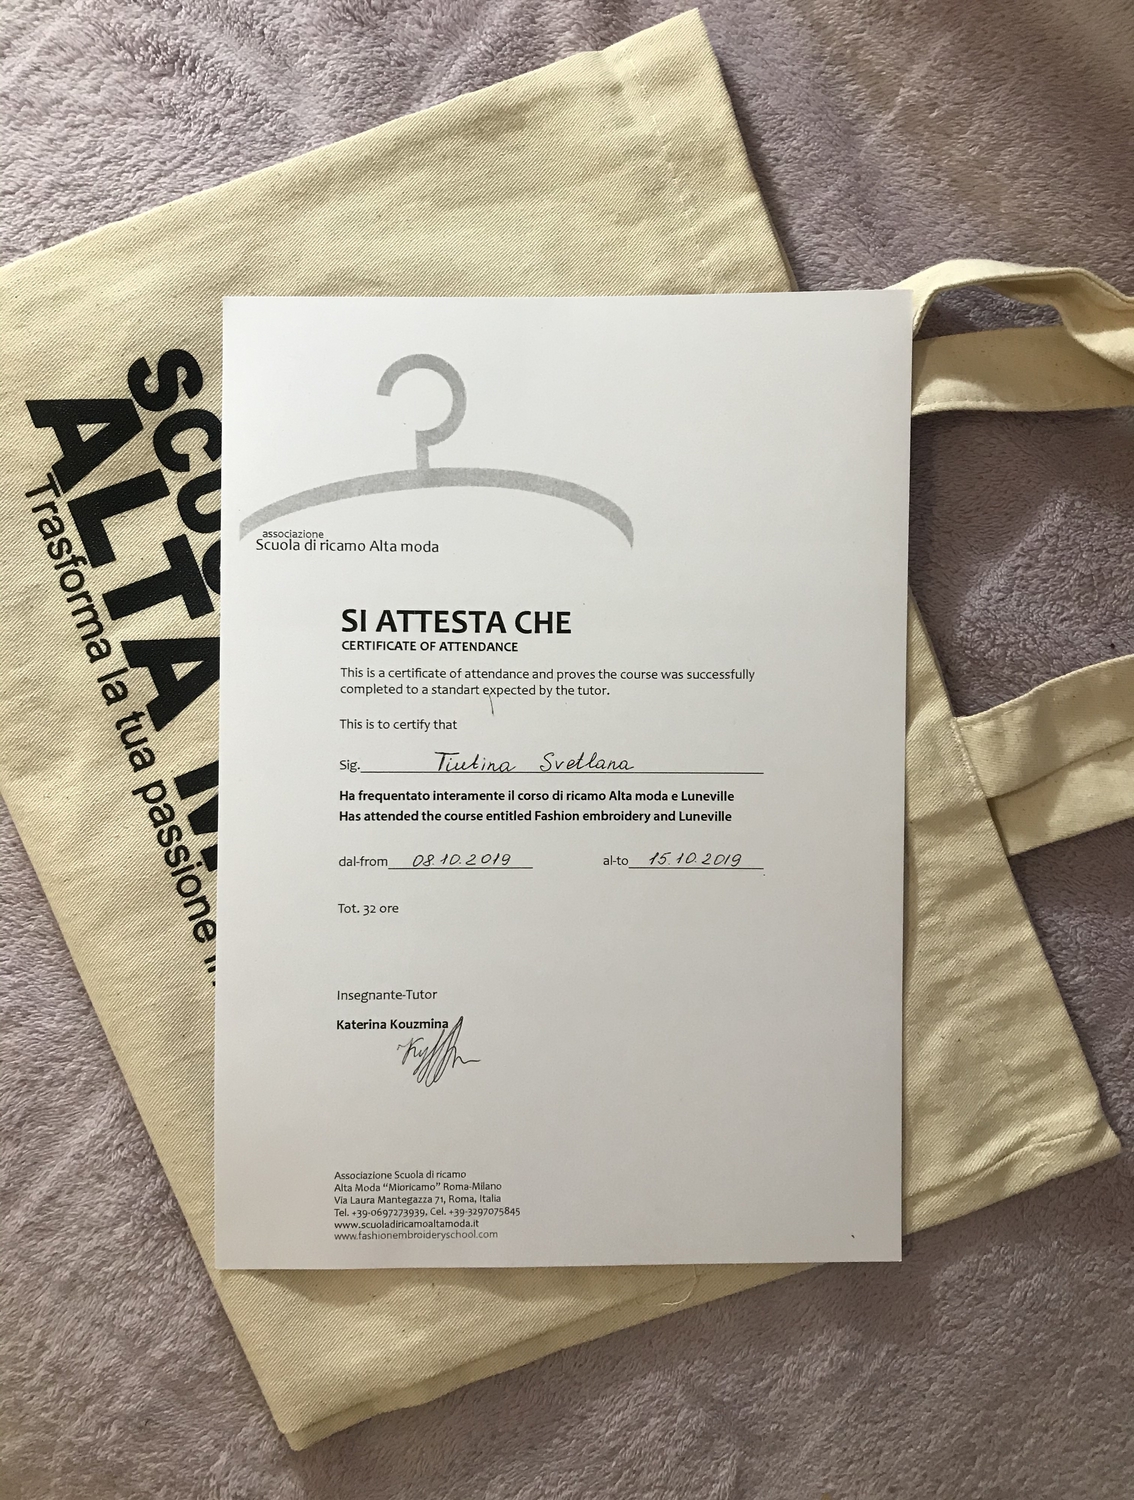 SCUO
ALTA M
Trasforma la tua passione in
associazione
Scuola di ricamo Alta moda
SI ATTESTA CHE
CERTIFICATE OF ATTENDANCE
This is a certificate of attendance and proves the course was successfully
completed to a standart expected by the tutor.
This is to certify that
Sig. Tiutina Svetlana
Ha frequentato interamente il corso di ricamo Alta moda e Luneville
Has attended the course entitled Fashion embroidery and Luneville
dal-from 08.10.2019 al-to 15.10.2019
Tot. 32 ore
Insegnante-Tutor
Katerina Kouzmina
Associazione Scuola di ricamo
Alta Moda “Mioricamo” Roma-Milano
Via Laura Mantegazza 71, Roma, Italia
Tel. +39-0697273939, Cel. +39-3297075845
www.scuoladiricamoaltamoda.it
www.fashionembroideryschool.com